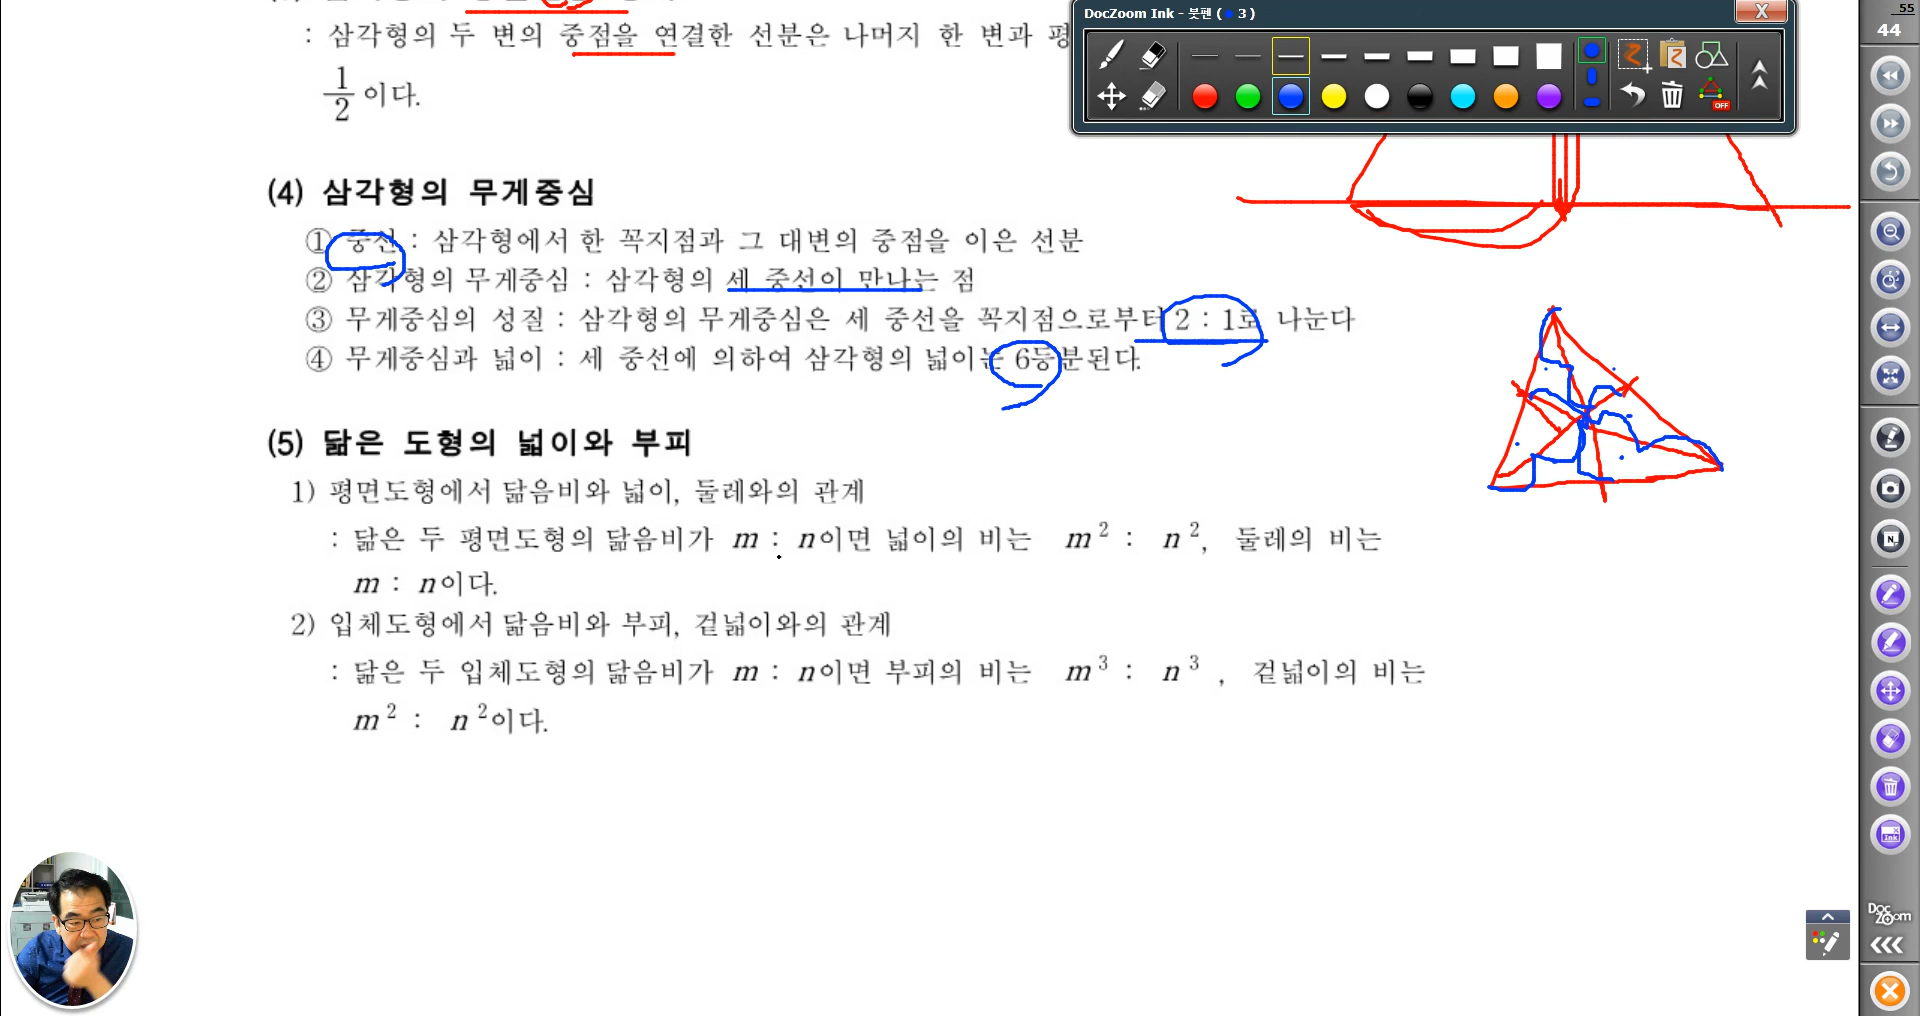 DocZoom Ink - 붓펜 ( 3 )
X
55
44
: 삼각형의 두 변의 중점을 연결한 선분은 나머지 한 변과 평
1/2 이다.
OFF
(4) 삼각형의 무게중심
① 중선 : 삼각형에서 한 꼭지점과 그 대변의 중점을 이은 선분
② 삼각형의 무게중심 : 삼각형의 세 중선이 만나는 점
③ 무게중심의 성질 : 삼각형의 무게중심은 세 중선을 꼭지점으로부터 2 : 1로 나눈다
④ 무게중심과 넓이 : 세 중선에 의하여 삼각형의 넓이는 6등분된다.
(5) 닮은 도형의 넓이와 부피
1) 평면도형에서 닮음비와 넓이, 둘레와의 관계
: 닮은 두 평면도형의 닮음비가 m : n이면 넓이의 비는 m² : n², 둘레의 비는
m : n이다.
2) 입체도형에서 닮음비와 부피, 겉넓이와의 관계
: 닮은 두 입체도형의 닮음비가 m : n이면 부피의 비는 m³ : n³ , 겉넓이의 비는
m² : n²이다.
N
Ink
Doc Zoom